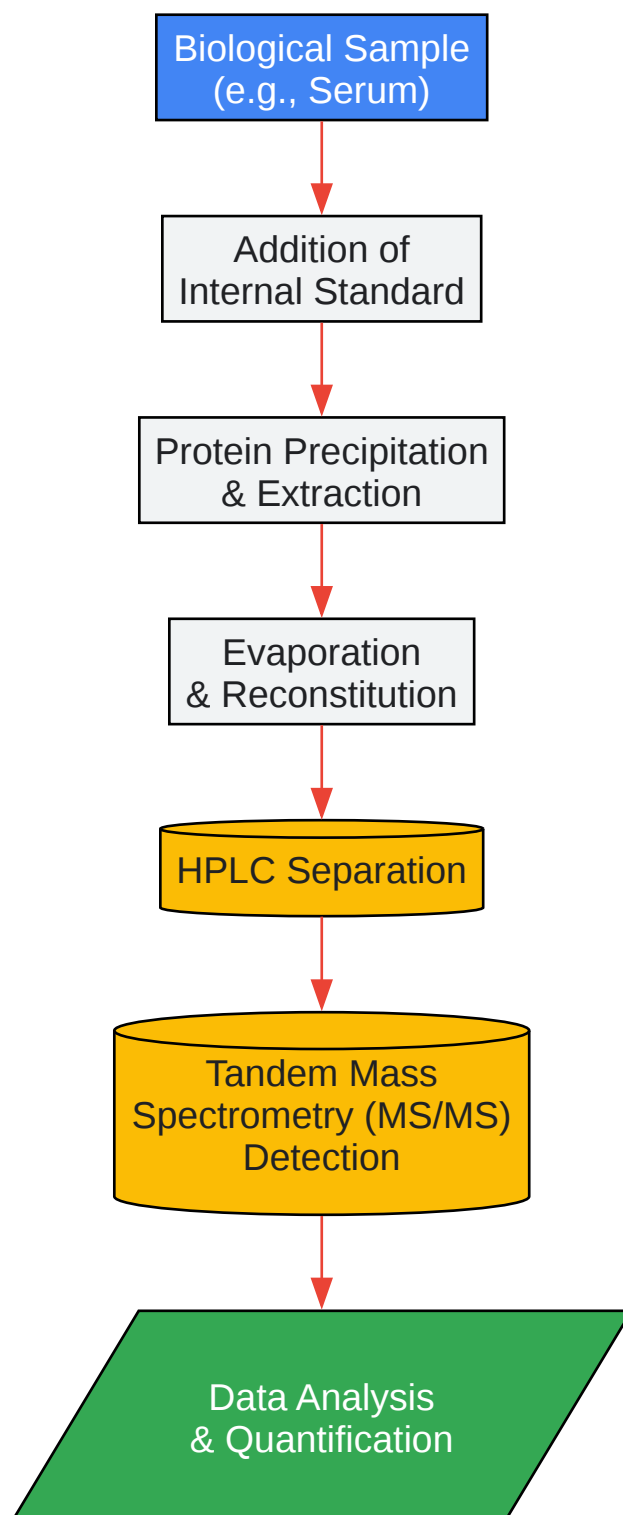 Biological Sample
(e.g., Serum)
Addition of
Internal Standard
Protein Precipitation
& Extraction
Evaporation
& Reconstitution
HPLC Separation
Tandem Mass
Spectrometry (MS/MS)
Detection
Data Analysis
& Quantification